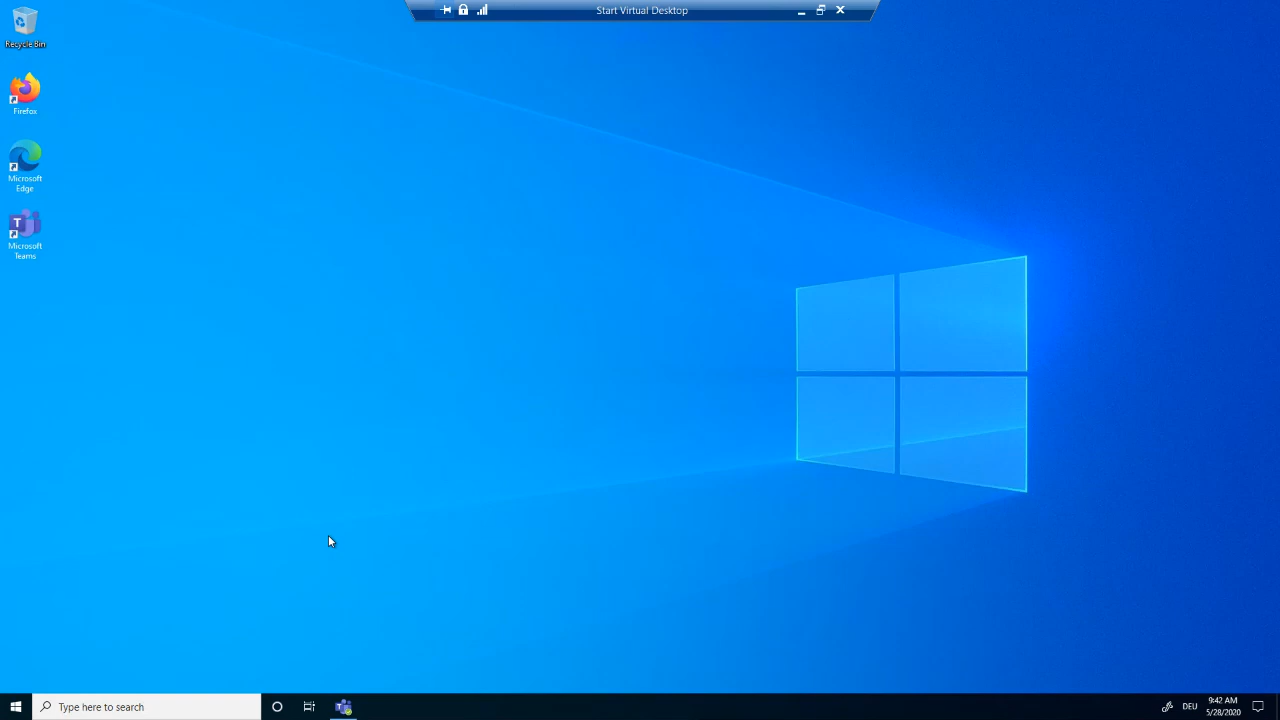 Start Virtual Desktop
Recycle Bin
Firefox
Microsoft
Edge
Microsoft
Teams
Type here to search
DEU
9:42 AM
5/28/2020